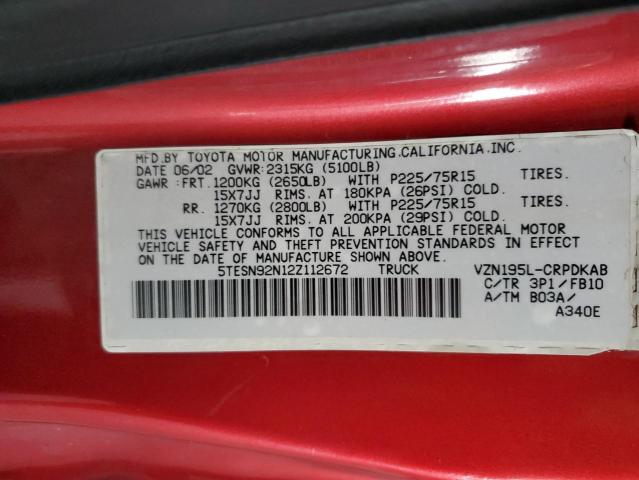 MFD.BY TOYOTA MOTOR MANUFACTURING.CALIFORNIA.INC.
DATE 06/02 GVWR:2315KG (5100LB)
GAWR :FRT.1200KG (2650LB) WITH P225/75R15 TIRES.
15X7JJ RIMS. AT 180KPA (26PSI) COLD.
RR. 1270KG (2800LB) WITH P225/75R15 TIRES.
15X7JJ RIMS. AT 200KPA (29PSI) COLD.
THIS VEHICLE CONFORMS TO ALL APPLICABLE FEDERAL MOTOR
VEHICLE SAFETY AND THEFT PREVENTION STANDARDS IN EFFECT
ON THE DATE OF MANUFACTURE SHOWN ABOVE.
5TESN92N12Z112672 TRUCK VZN195L-CRPDKAB
C/TR 3P1/FB10
A/TM B03A/
A340E